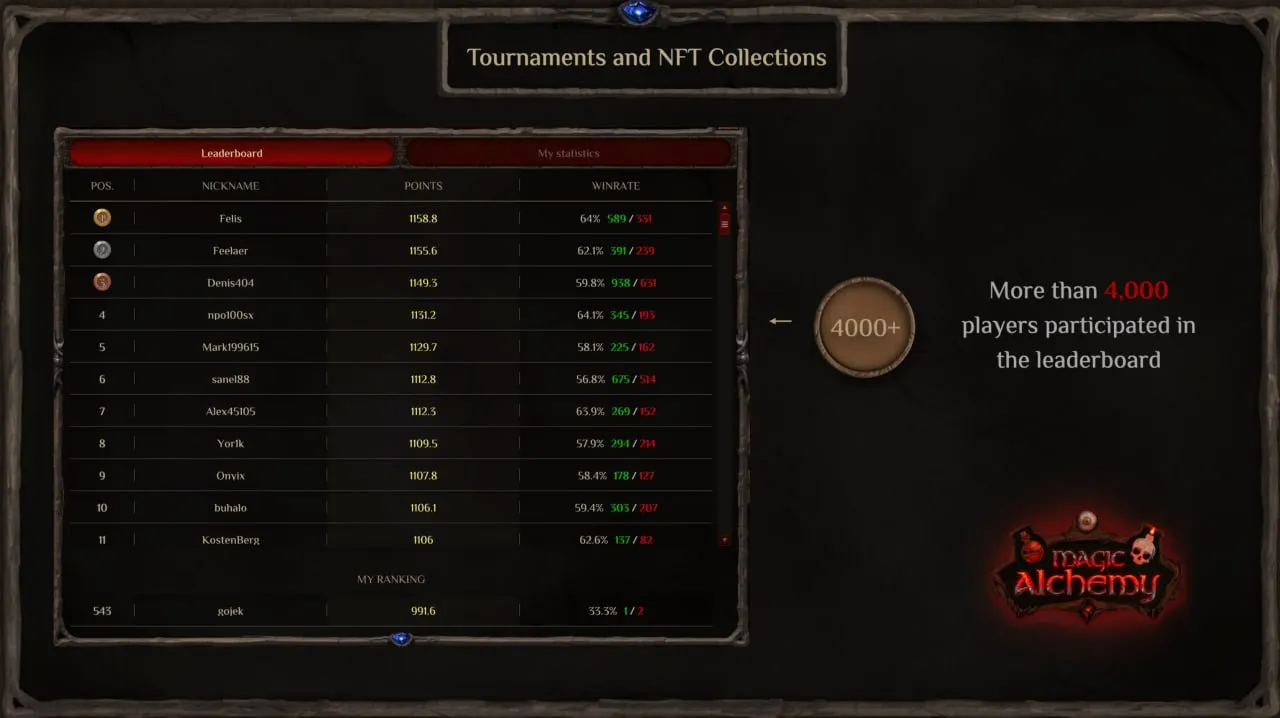 Tournaments and NFT Collections
Leaderboard My statistics
POS. NICKNAME POINTS WINRATE
1 Felis 1158.8 64% 589 / 331
2 Feelaer 1155.6 62.1% 391 / 239
3 Denis404 1149.3 59.8% 938 / 631
4 npo100sx 1131.2 64.1% 345 / 193
5 Mark199615 1129.7 58.1% 225 / 162
6 sanel88 1112.8 56.8% 675 / 514
7 Alex45105 1112.3 63.9% 269 / 152
8 Yor1k 1109.5 57.9% 294 / 214
9 Onvix 1107.8 58.4% 178 / 127
10 buhalo 1106.1 59.4% 303 / 207
11 KostenBerg 1106 62.6% 137 / 82
MY RANKING
543 gojek 991.6 33.3% 1 / 2
4000+
More than 4,000
players participated in
the leaderboard
MAGIC
Alchemy